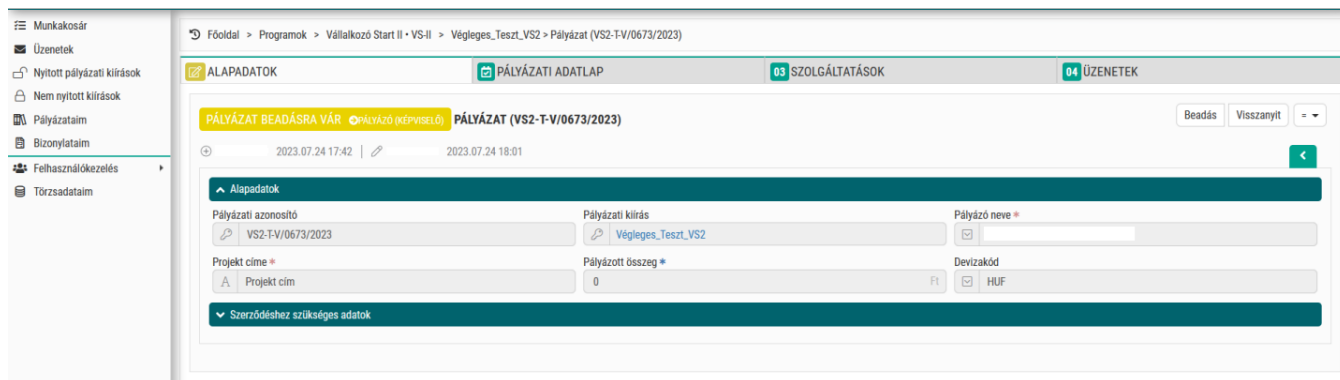 Munkakosár
Üzenetek
Nyitott pályázati kiírások
Nem nyitott kiírások
Pályázataim
Bizonylataim
Felhasználókezelés
Törzsadataim
Főoldal > Programok > Vállalkozó Start II • VS-II > Végleges_Teszt_VS2 > Pályázat (VS2-T-V/0673/2023)
ALAPADATOK
PÁLYÁZATI ADATLAP
03 SZOLGÁLTATÁSOK
04 ÜZENETEK
PÁLYÁZAT BEADÁSRA VÁR PÁLYÁZÓ (KÉPVISELŐ) PÁLYÁZAT (VS2-T-V/0673/2023)
Beadás Visszanyit =
2023.07.24 17:42 | 2023.07.24 18:01
Alapadatok
Pályázati azonosító Pályázati kiírás Pályázó neve *
VS2-T-V/0673/2023 Végleges_Teszt_VS2
Projekt címe * Pályázott összeg * Devizakód
A Projekt cím 0 Ft HUF
Szerződéshez szükséges adatok